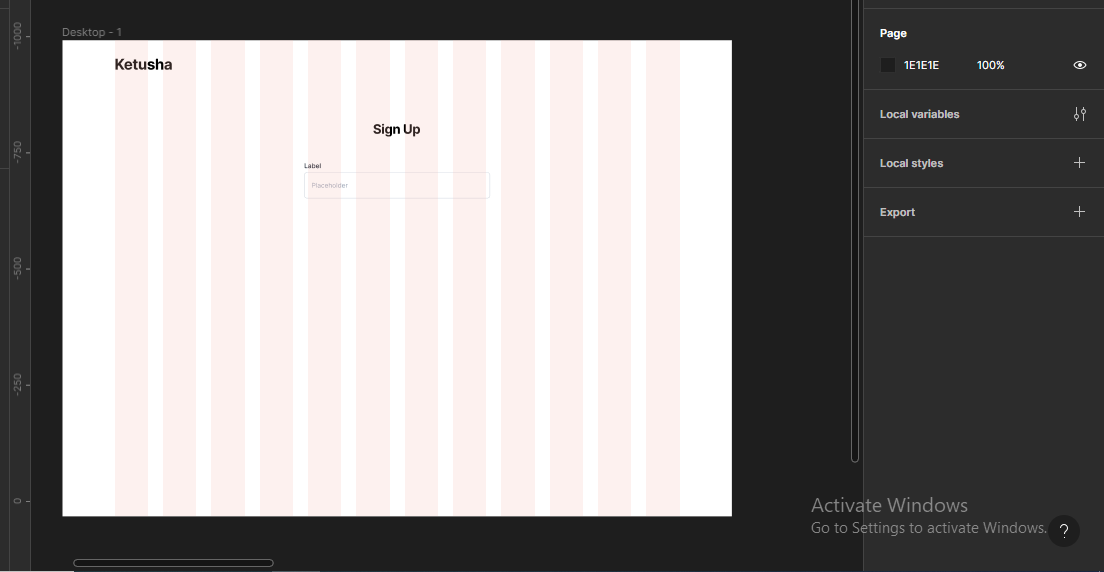 Desktop - 1
Ketusha
Sign Up
Label
Placeholder
-1000
-750
-500
-250
0
Page
1E1E1E 100%
Local variables
Local styles
Export
Activate Windows
Go to Settings to activate Windows.
?